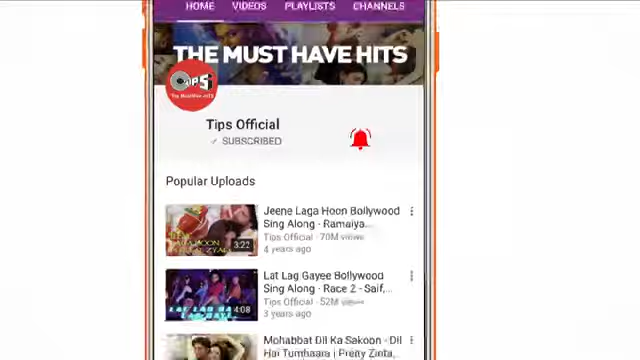 HOME VIDEOS PLAYLISTS CHANNELS
THE MUST HAVE HITS
TIPS
Tips Official
✓ SUBSCRIBED
Popular Uploads
Jeene Laga Hoon Bollywood
Sing Along - Ramaiya...
Tips Official · 70M views
4 years ago
3:22
Lat Lag Gayee Bollywood
Sing Along - Race 2 - Saif,...
Tips Official · 52M views
3 years ago
4:08
Mohabbat Dil Ka Sakoon - Dil
Hai Tumhaara | Preity Zinta,